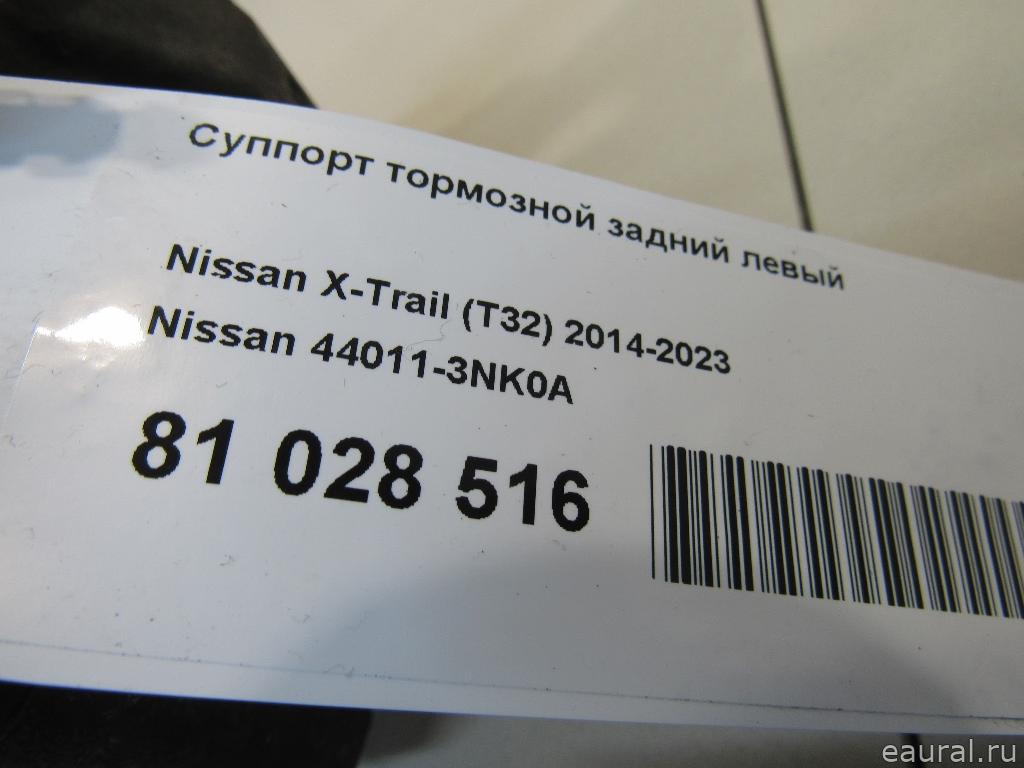 Суппорт тормозной задний левый
Nissan X-Trail (T32) 2014-2023
Nissan 44011-3NK0A
81 028 516
eaural.ru